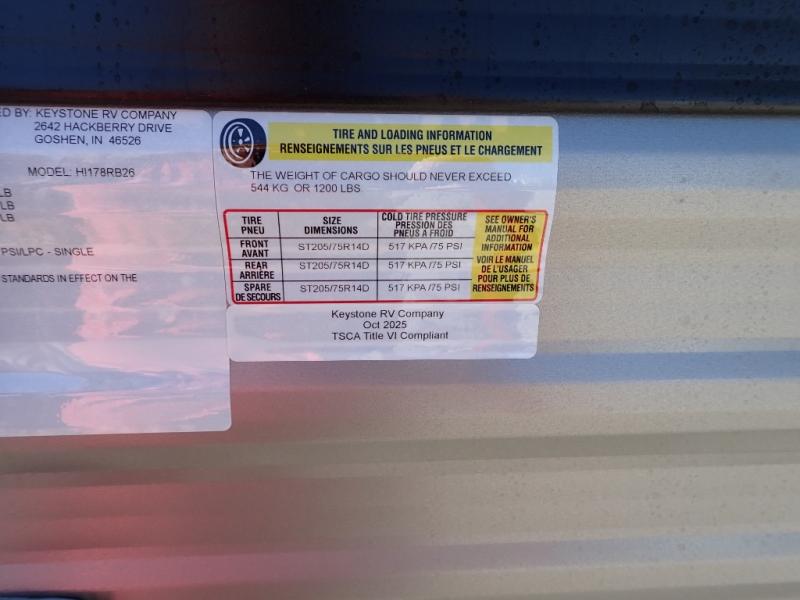 ED BY: KEYSTONE RV COMPANY
2642 HACKBERRY DRIVE
GOSHEN, IN 46526
MODEL: HI178RB26
LB
LB
LB
PSI/LPC - SINGLE
STANDARDS IN EFFECT ON THE
TIRE AND LOADING INFORMATION
RENSEIGNEMENTS SUR LES PNEUS ET LE CHARGEMENT
THE WEIGHT OF CARGO SHOULD NEVER EXCEED
544 KG OR 1200 LBS
TIRE
PNEU
SIZE
DIMENSIONS
COLD TIRE PRESSURE
PRESSION DES
PNEUS A FROID
FRONT
AVANT
ST205/75R14D
517 KPA /75 PSI
REAR
ARRIÈRE
ST205/75R14D
517 KPA /75 PSI
SPARE
DE SECOURS
ST205/75R14D
517 KPA /75 PSI
SEE OWNER'S
MANUAL FOR
ADDITIONAL
INFORMATION
VOIR LE MANUEL
DE L'USAGER
POUR PLUS DE
RENSEIGNEMENTS
Keystone RV Company
Oct 2025
TSCA Title VI Compliant